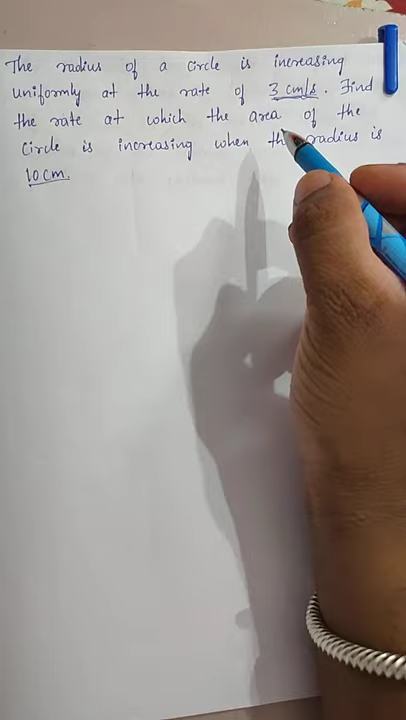 The radius of a circle is increasing
uniformly at the rate of 3 cm/s. Find
the rate at which the area of the
Circle is increasing when the radius is
10 cm.